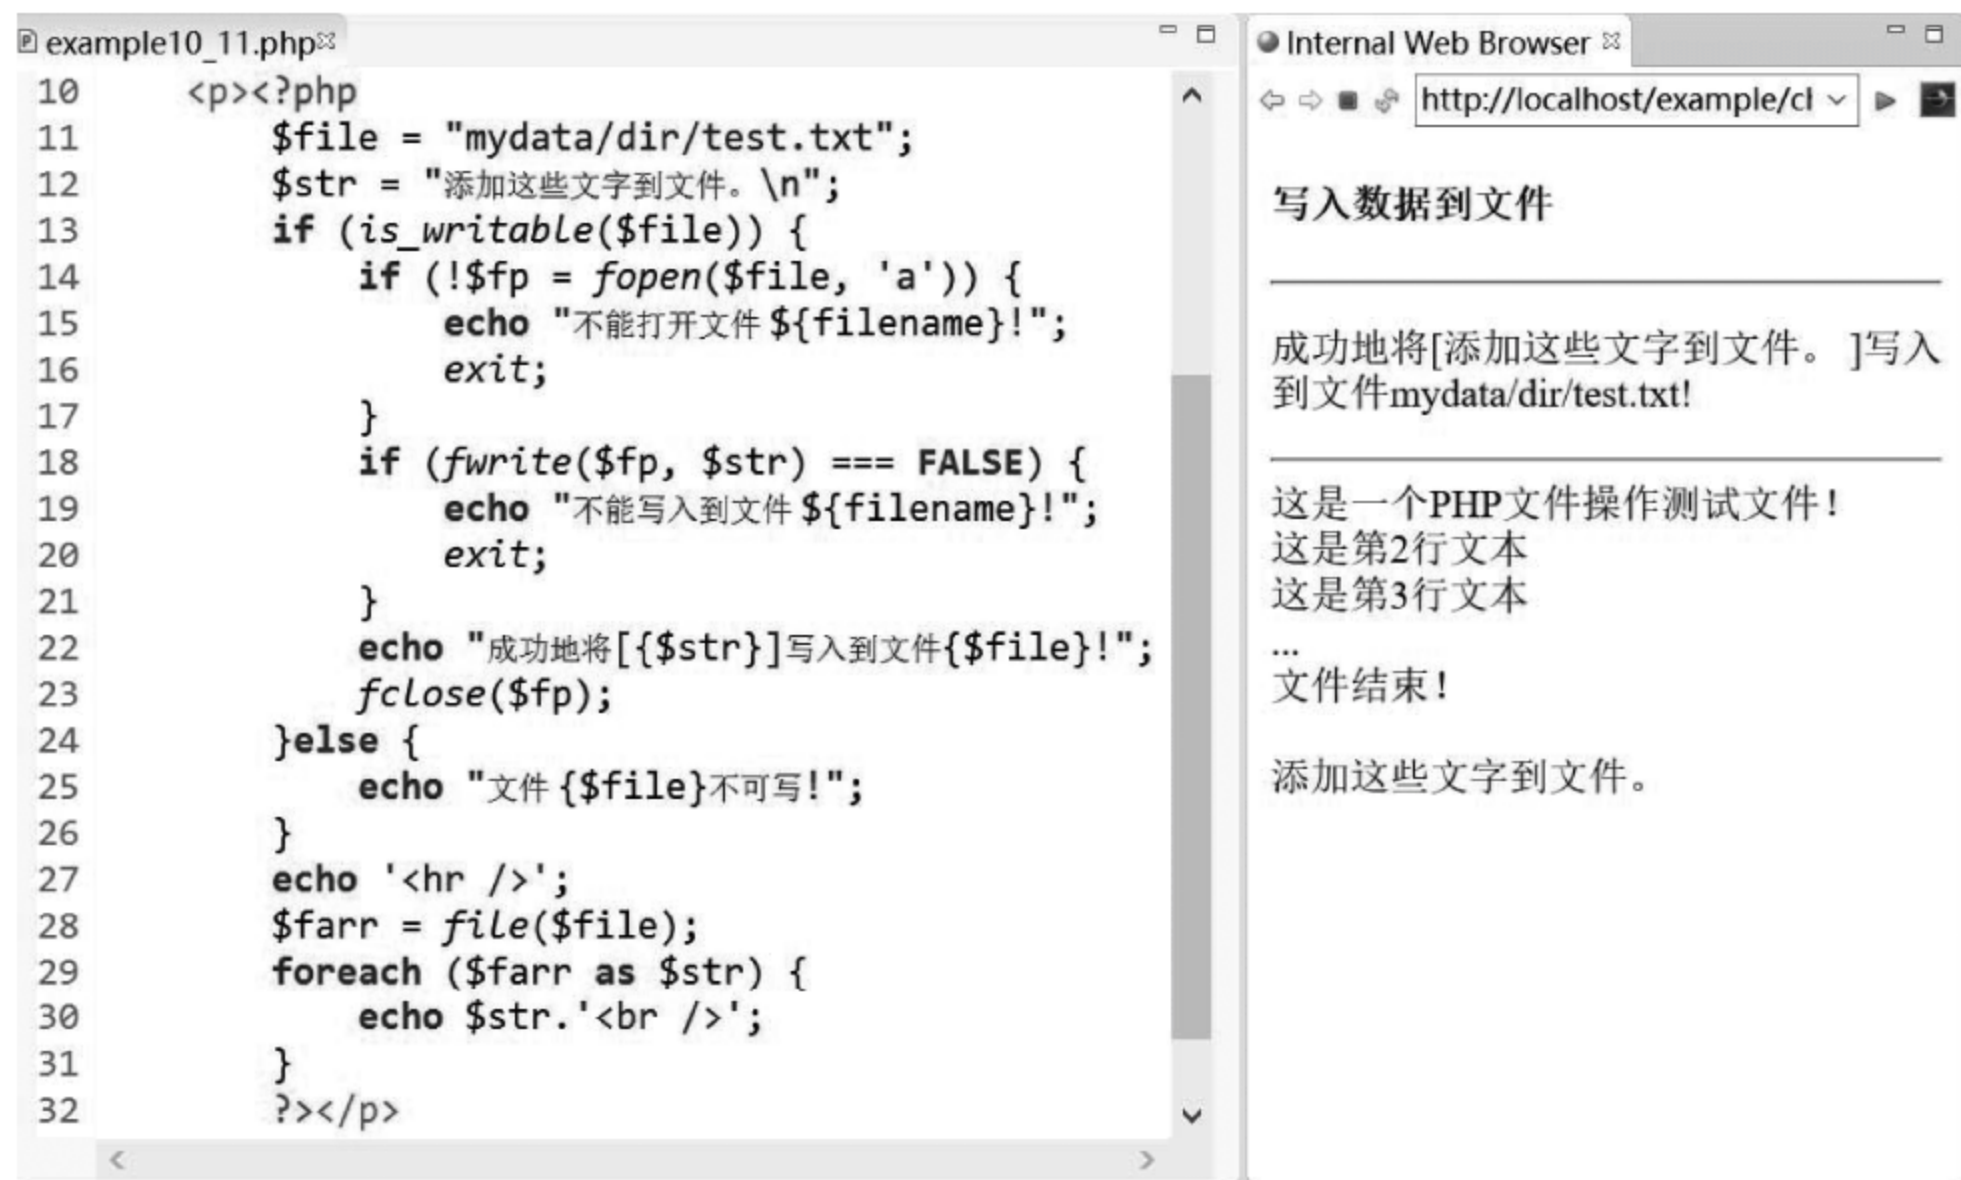 example10_11.php
10 <p><?php
11 $file = "mydata/dir/test.txt";
12 $str = "添加这些文字到文件。\n";
13 if (is_writable($file)) {
14 if (!$fp = fopen($file, 'a')) {
15 echo "不能打开文件 ${filename}!";
16 exit;
17 }
18 if (fwrite($fp, $str) === FALSE) {
19 echo "不能写入到文件 ${filename}!";
20 exit;
21 }
22 echo "成功地将[{$str}]写入到文件{$file}!";
23 fclose($fp);
24 }else {
25 echo "文件 {$file}不可写!";
26 }
27 echo '<hr />';
28 $farr = file($file);
29 foreach ($farr as $str) {
30 echo $str.'<br />';
31 }
32 ?></p>
Internal Web Browser
http://localhost/example/cl
写入数据到文件
成功地将[添加这些文字到文件。 ]写入
到文件mydata/dir/test.txt!
这是一个PHP文件操作测试文件！
这是第2行文本
这是第3行文本
...
文件结束！
添加这些文字到文件。